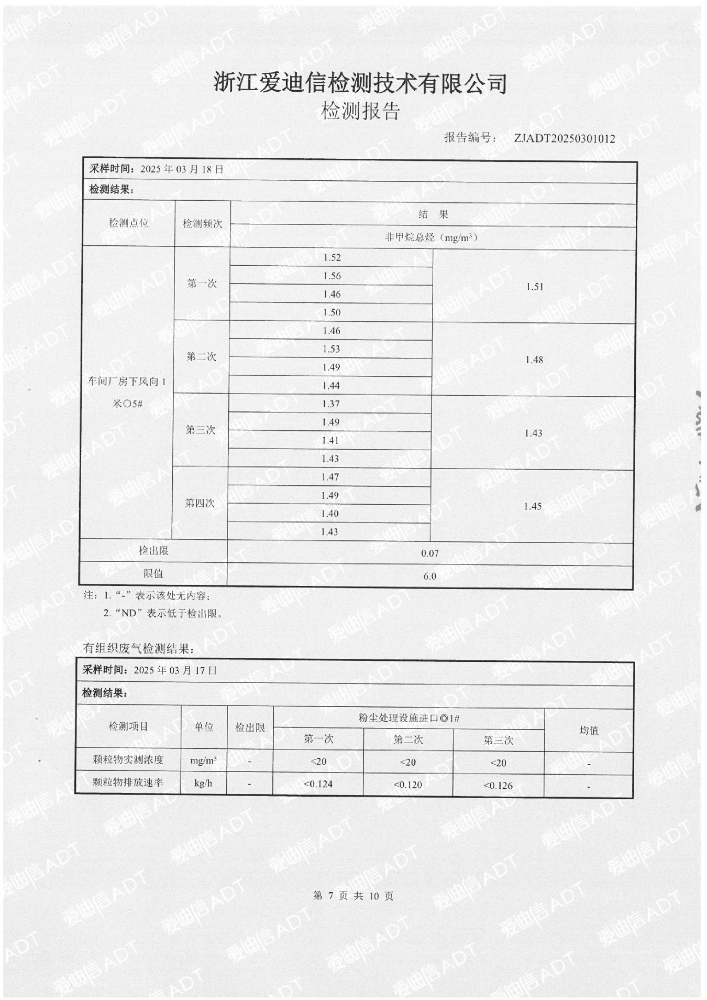 浙江爱迪信检测技术有限公司
检测报告
报告编号： ZJADT20250301012
采样时间：2025 年 03 月 18 日
检测结果：
检测点位 检测频次 结 果
非甲烷总烃（mg/m³）
车间厂房下风向 1
米〇5#
第一次
1.52
1.56
1.46
1.50
1.51
第二次
1.46
1.53
1.49
1.44
1.48
第三次
1.37
1.49
1.41
1.43
1.43
第四次
1.47
1.49
1.40
1.43
1.45
检出限 0.07
限值 6.0
注：1.“-”表示该处无内容；
2.“ND”表示低于检出限。
有组织废气检测结果：
采样时间：2025 年 03 月 17 日
检测结果：
检测项目 单位 检出限 粉尘处理设施进口◎1# 均值
第一次 第二次 第三次
颗粒物实测浓度 mg/m³ - <20 <20 <20 -
颗粒物排放速率 kg/h - <0.124 <0.120 <0.126 -
第 7 页 共 10 页
爱迪信ADT